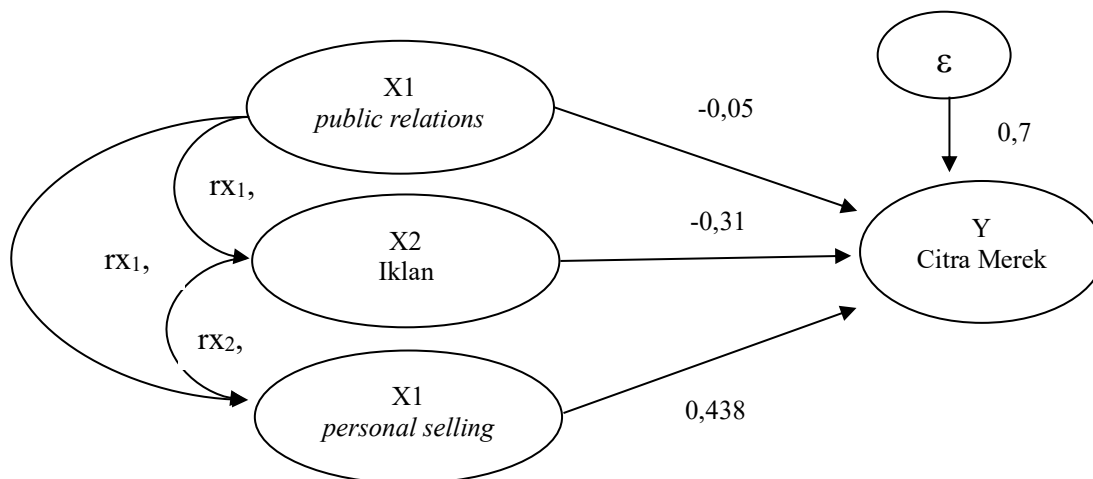 X1
public relations
ε
-0,05
0,7
rx₁,
X2
Iklan
-0,31
Y
Citra Merek
rx₁,
rx₂,
X1
personal selling
0,438